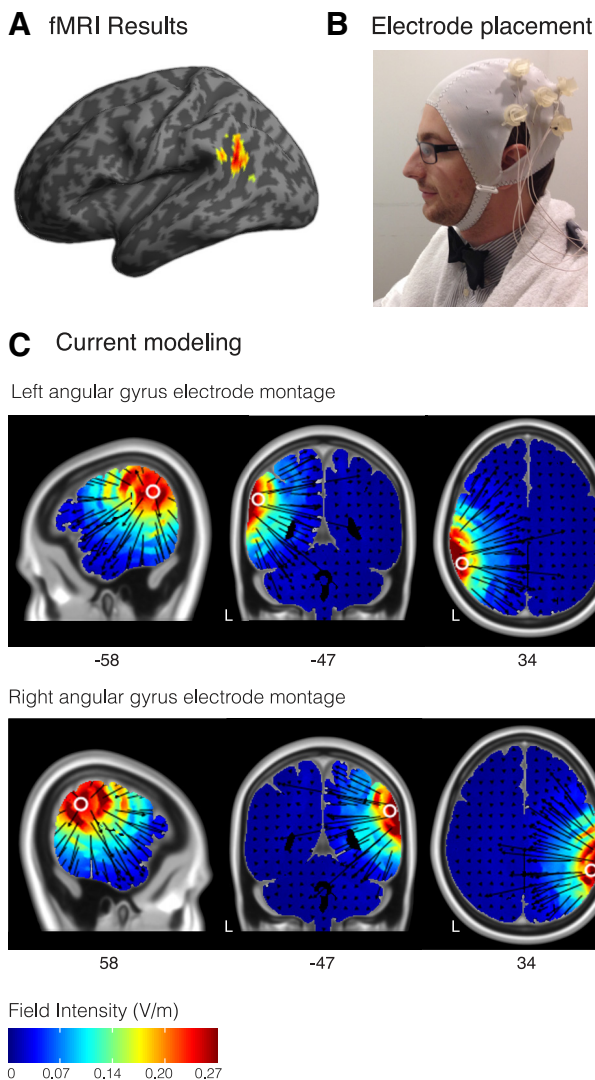 A fMRI Results
B Electrode placement
C Current modeling
Left angular gyrus electrode montage
L
L
-58
-47
34
Right angular gyrus electrode montage
L
L
58
-47
34
Field Intensity (V/m)
0 0.07 0.14 0.20 0.27